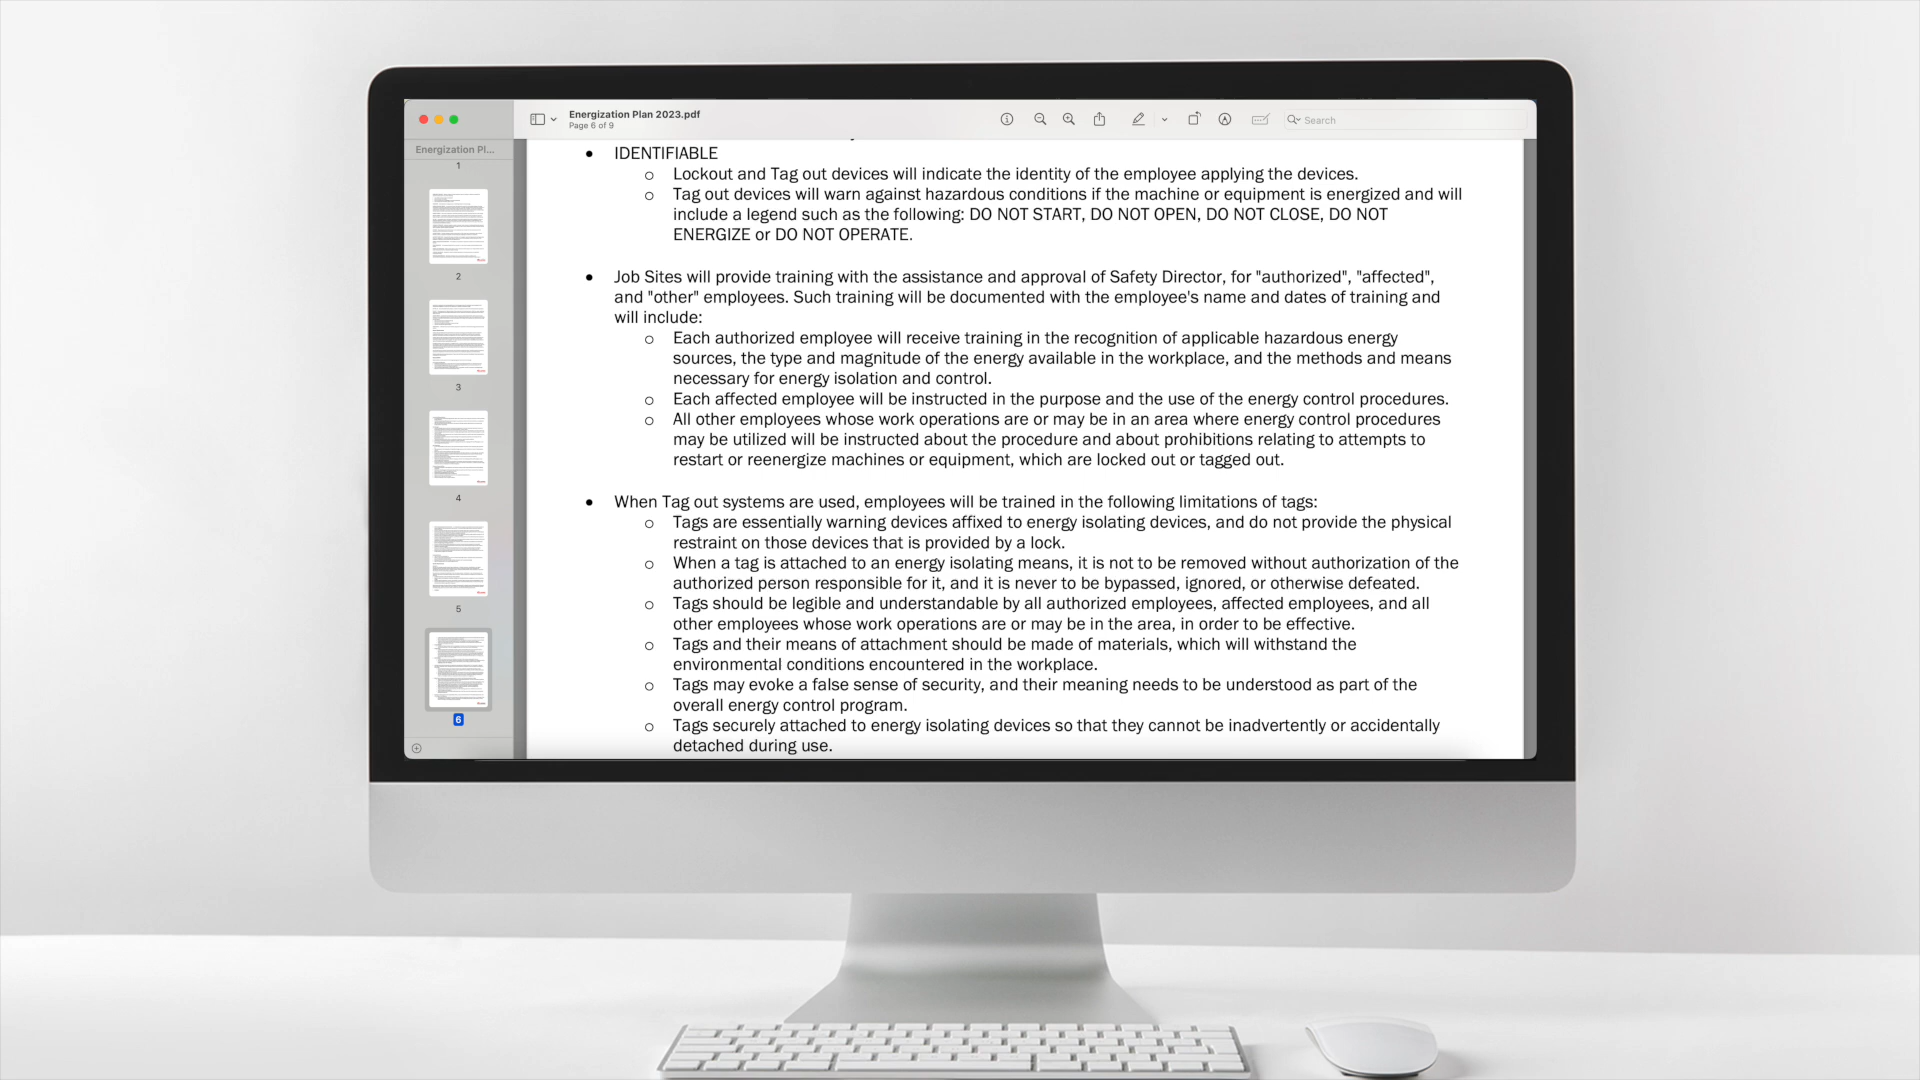 Energization Plan 2023.pdf
Page 6 of 9
Search
Energization Pl...
1
2
3
4
5
6
• IDENTIFIABLE
o Lockout and Tag out devices will indicate the identity of the employee applying the devices.
o Tag out devices will warn against hazardous conditions if the machine or equipment is energized and will
include a legend such as the following: DO NOT START, DO NOT OPEN, DO NOT CLOSE, DO NOT
ENERGIZE or DO NOT OPERATE.
• Job Sites will provide training with the assistance and approval of Safety Director, for "authorized", "affected",
and "other" employees. Such training will be documented with the employee's name and dates of training and
will include:
o Each authorized employee will receive training in the recognition of applicable hazardous energy
sources, the type and magnitude of the energy available in the workplace, and the methods and means
necessary for energy isolation and control.
o Each affected employee will be instructed in the purpose and the use of the energy control procedures.
o All other employees whose work operations are or may be in an area where energy control procedures
may be utilized will be instructed about the procedure and about prohibitions relating to attempts to
restart or reenergize machines or equipment, which are locked out or tagged out.
• When Tag out systems are used, employees will be trained in the following limitations of tags:
o Tags are essentially warning devices affixed to energy isolating devices, and do not provide the physical
restraint on those devices that is provided by a lock.
o When a tag is attached to an energy isolating means, it is not to be removed without authorization of the
authorized person responsible for it, and it is never to be bypassed, ignored, or otherwise defeated.
o Tags should be legible and understandable by all authorized employees, affected employees, and all
other employees whose work operations are or may be in the area, in order to be effective.
o Tags and their means of attachment should be made of materials, which will withstand the
environmental conditions encountered in the workplace.
o Tags may evoke a false sense of security, and their meaning needs to be understood as part of the
overall energy control program.
o Tags securely attached to energy isolating devices so that they cannot be inadvertently or accidentally
detached during use.